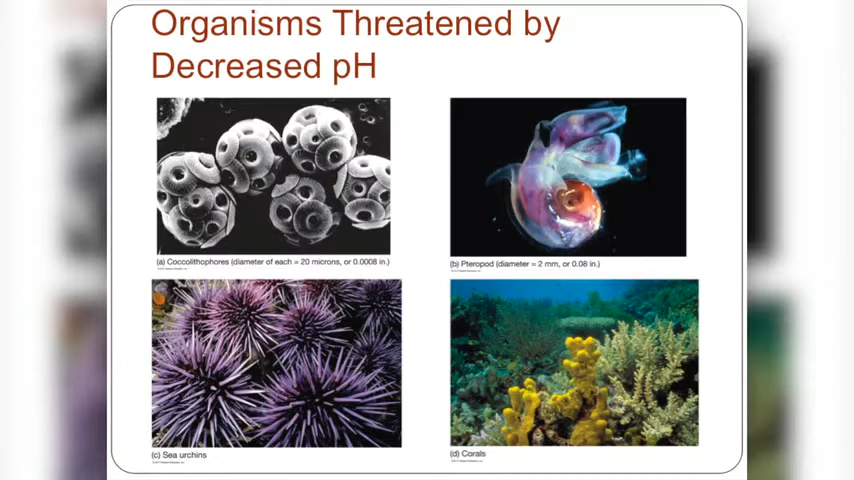 Organisms Threatened by
Decreased pH
(a) Coccolithophores (diameter of each = 20 microns, or 0.0008 in.)
(b) Pteropod (diameter = 2 mm, or 0.08 in.)
(c) Sea urchins
(d) Corals